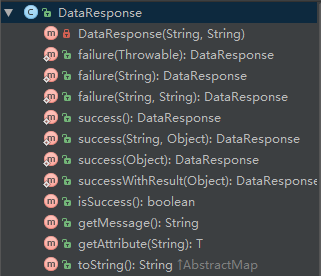 DataResponse
DataResponse(String, String)
failure(Throwable): DataResponse
failure(String): DataResponse
failure(String, String): DataResponse
success(): DataResponse
success(String, Object): DataResponse
success(Object): DataResponse
successWithResult(Object): DataResponse
isSuccess(): boolean
getMessage(): String
getAttribute(String): T
toString(): String ↑AbstractMap